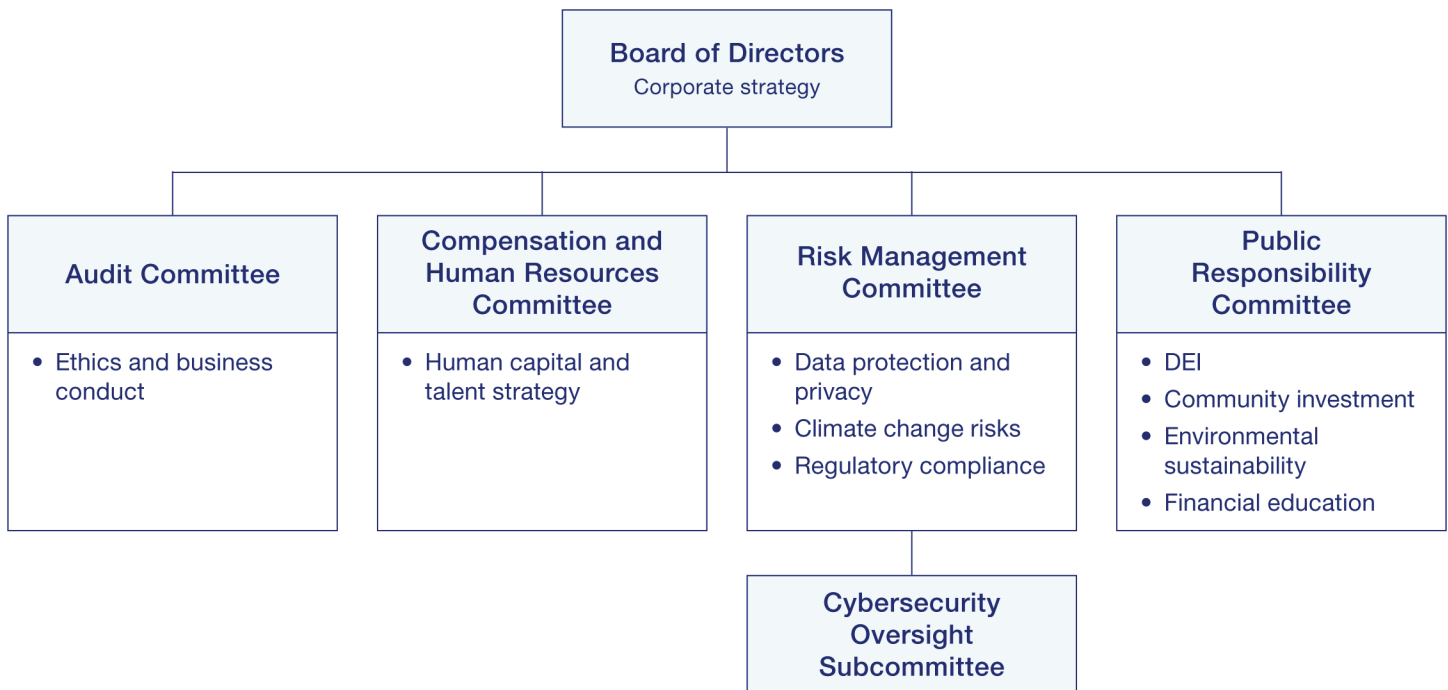 Board of Directors
Corporate strategy
Audit Committee
• Ethics and business
conduct
Compensation and
Human Resources
Committee
• Human capital and
talent strategy
Risk Management
Committee
• Data protection and
privacy
• Climate change risks
• Regulatory compliance
Public
Responsibility
Committee
• DEI
• Community investment
• Environmental
sustainability
• Financial education
Cybersecurity
Oversight
Subcommittee